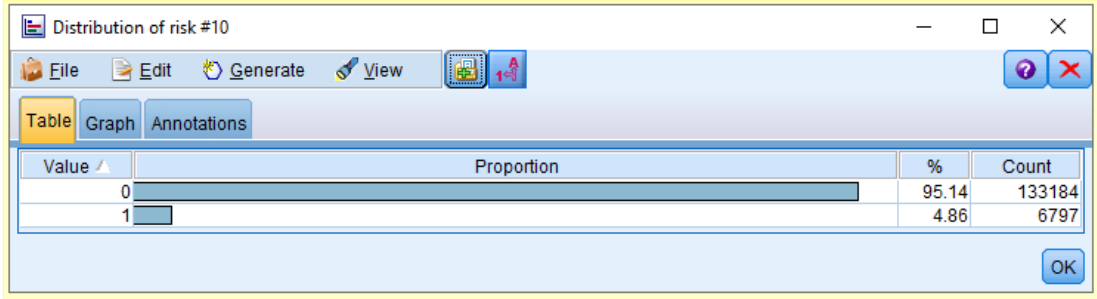 Distribution of risk #10
File Edit Generate View 1 A
Table Graph Annotations
Value Proportion % Count
0 95.14 133184
1 4.86 6797
OK